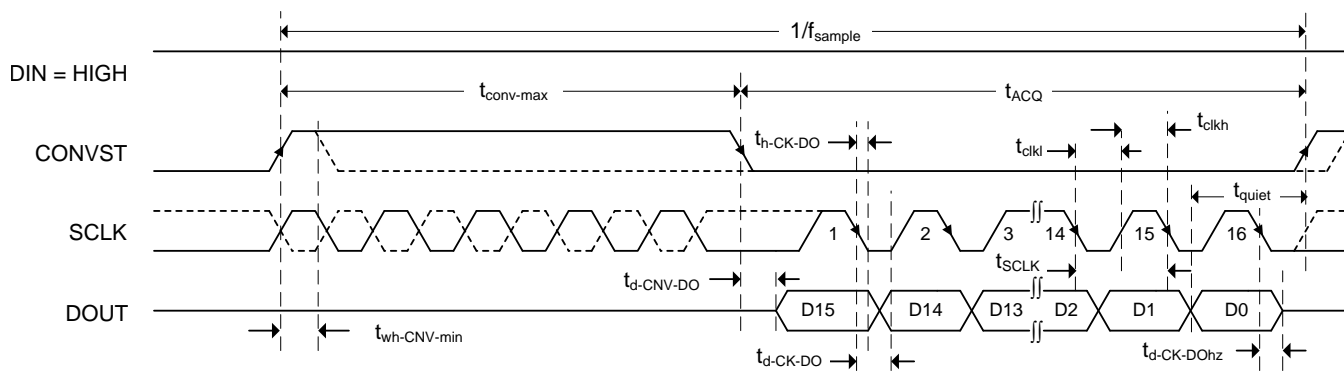 1/fsample
DIN = HIGH
tconv-max
tACQ
CONVST
th-CK-DO
tclkl
tclkh
tquiet
SCLK
1 2 3 14 15 16
td-CNV-DO
tSCLK
DOUT
D15 D14 D13 D2 D1 D0
twh-CNV-min
td-CK-DO
td-CK-DOhz